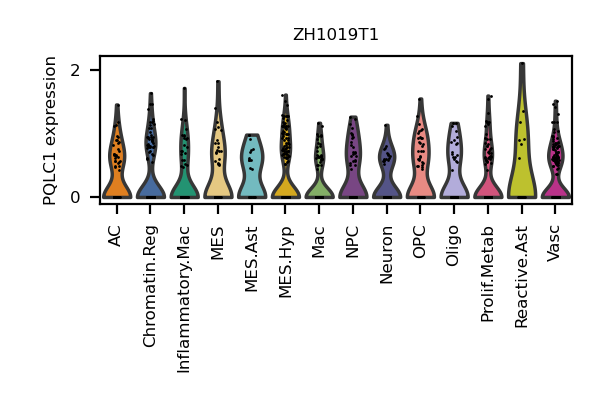 ZH1019T1
PQLC1 expression
2
0
AC
Chromatin.Reg
Inflammatory.Mac
MES
MES.Ast
MES.Hyp
Mac
NPC
Neuron
OPC
Oligo
Prolif.Metab
Reactive.Ast
Vasc